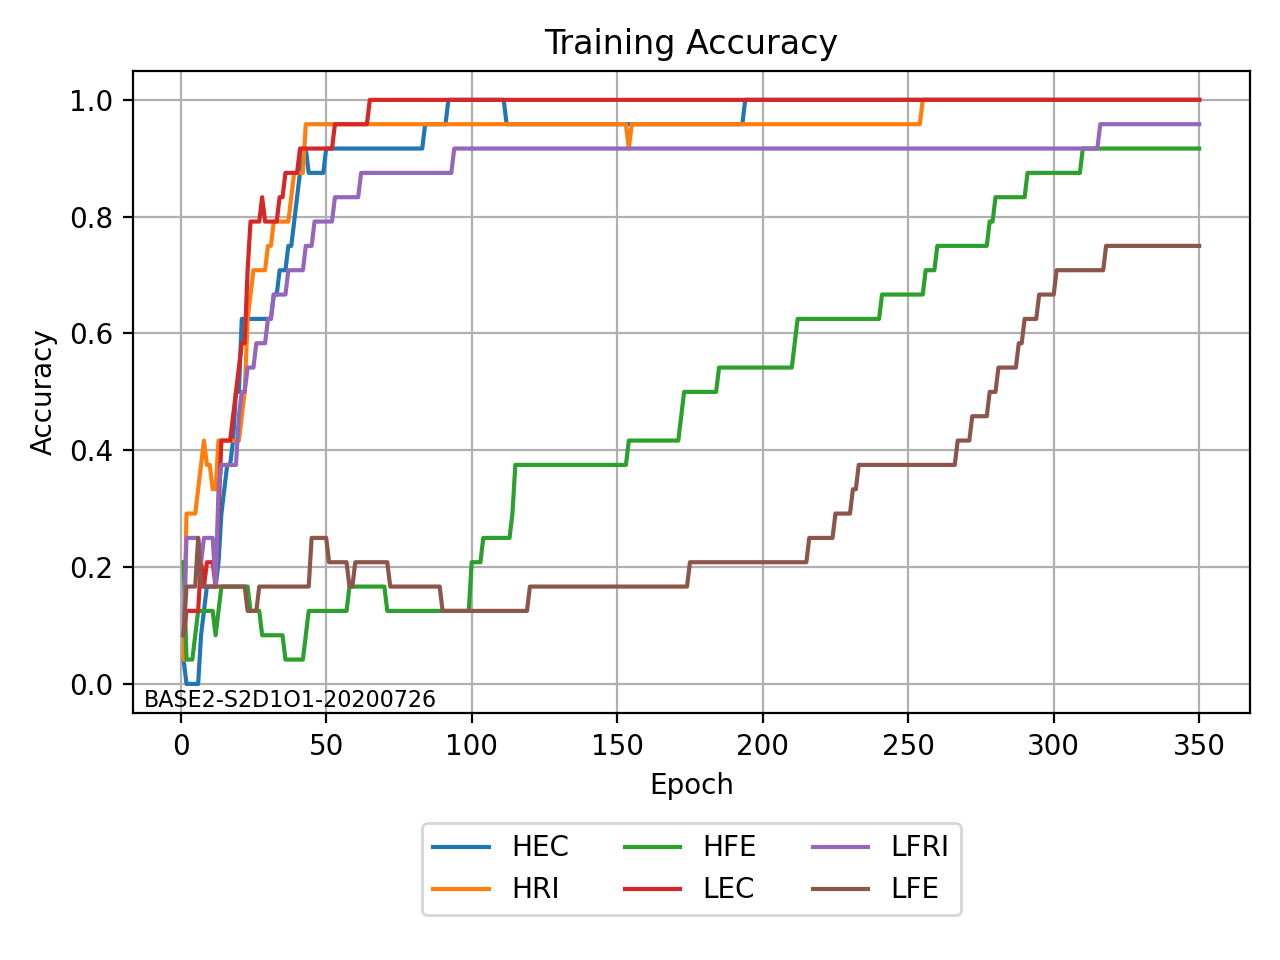 Training Accuracy
1.0
0.8
0.6
0.4
0.2
0.0
Accuracy
BASE2-S2D1O1-20200726
0 50 100 150 200 250 300 350
Epoch
HEC HFE LFRI
HRI LEC LFE